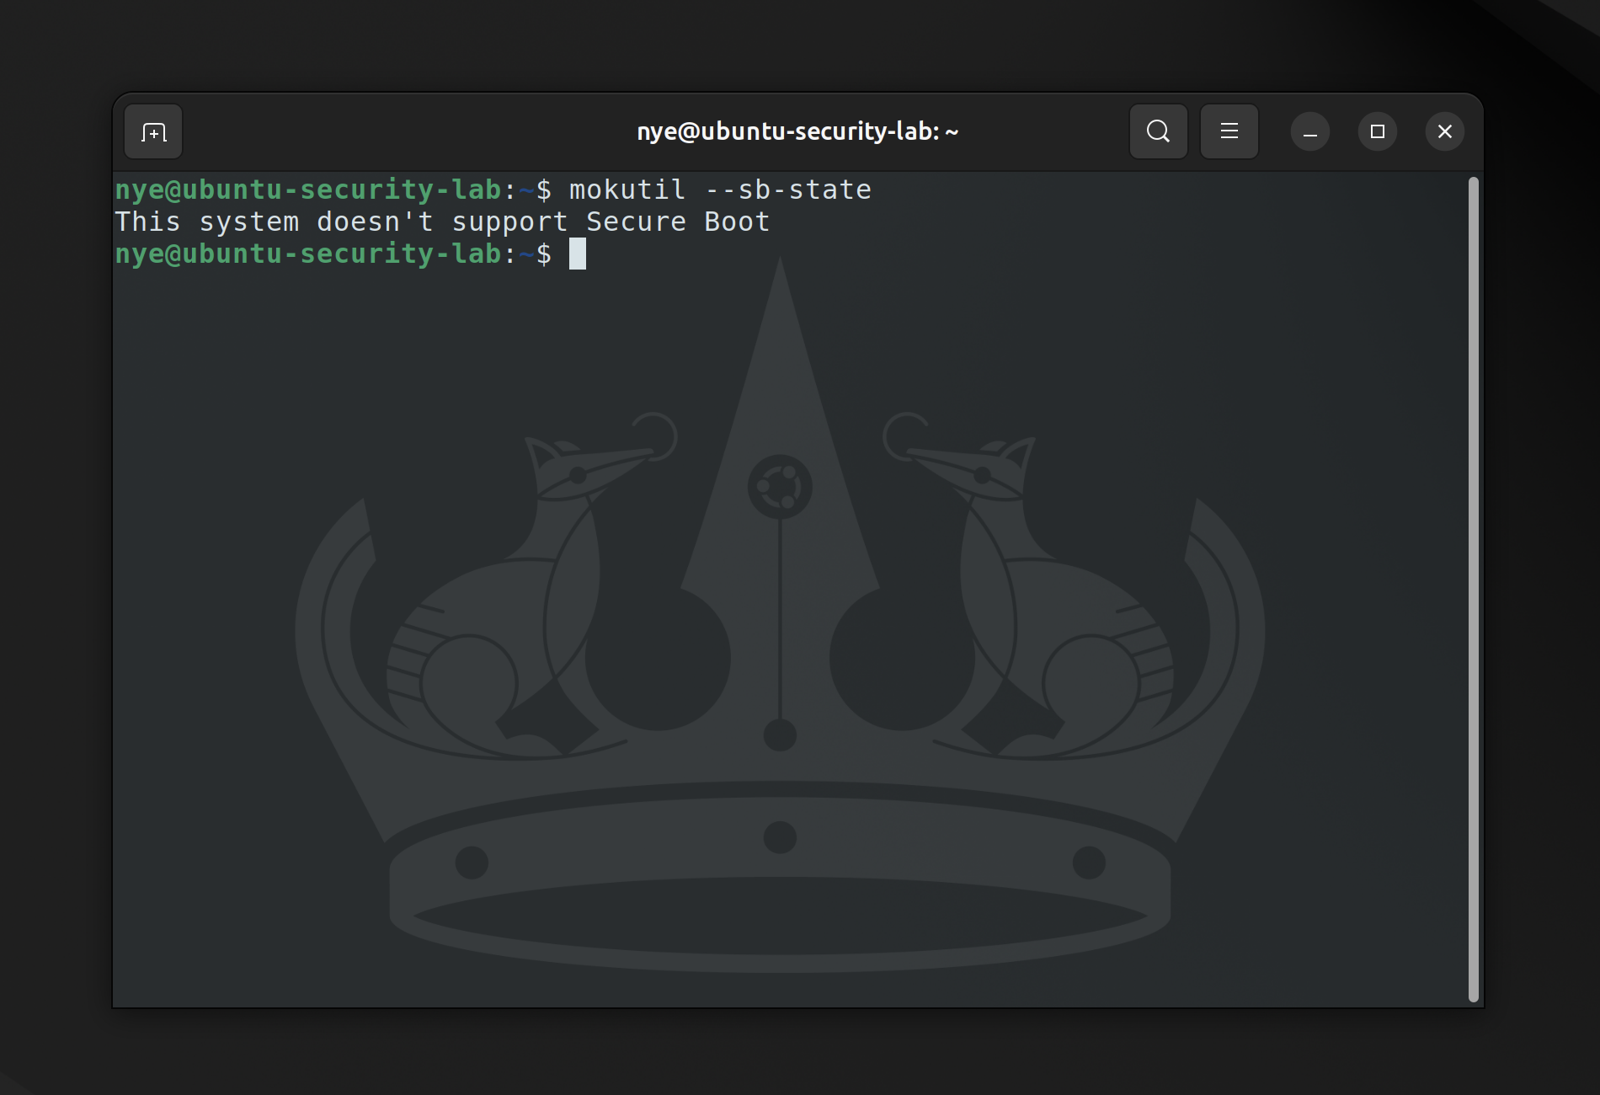 nye@ubuntu-security-lab: ~
nye@ubuntu-security-lab:~$ mokutil --sb-state
This system doesn't support Secure Boot
nye@ubuntu-security-lab:~$